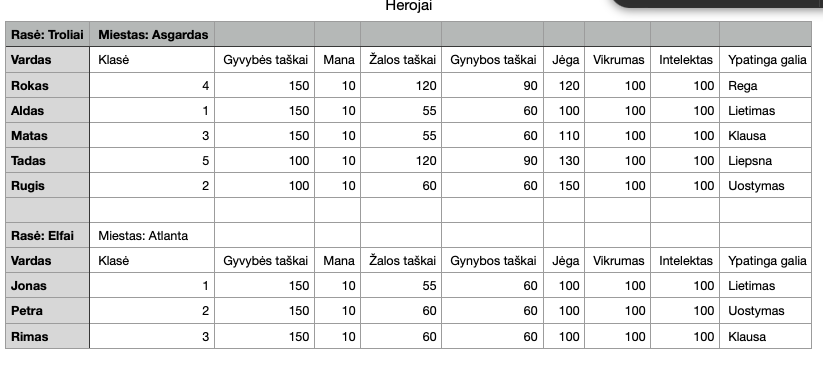 Herojai
Rasė: Troliai Miestas: Asgardas
Vardas Klasė Gyvybės taškai Mana Žalos taškai Gynybos taškai Jėga Vikrumas Intelektas Ypatinga galia
Rokas 4 150 10 120 90 120 100 100 Rega
Aldas 1 150 10 55 60 100 100 100 Lietimas
Matas 3 150 10 55 60 110 100 100 Klausa
Tadas 5 100 10 120 90 130 100 100 Liepsna
Rugis 2 100 10 60 60 150 100 100 Uostymas
Rasė: Elfai Miestas: Atlanta
Vardas Klasė Gyvybės taškai Mana Žalos taškai Gynybos taškai Jėga Vikrumas Intelektas Ypatinga galia
Jonas 1 150 10 55 60 100 100 100 Lietimas
Petra 2 150 10 60 60 100 100 100 Uostymas
Rimas 3 150 10 60 60 100 100 100 Klausa